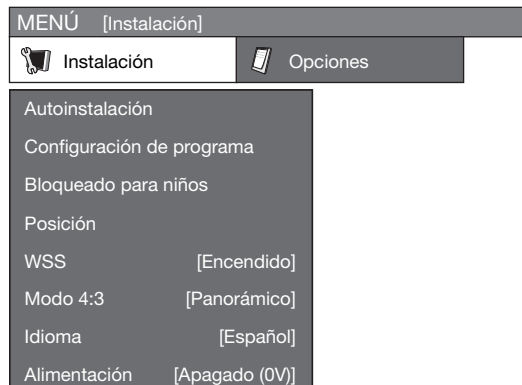 MENÚ [Instalación]
Instalación Opciones
Autoinstalación
Configuración de programa
Bloqueado para niños
Posición
WSS [Encendido]
Modo 4:3 [Panorámico]
Idioma [Español]
Alimentación [Apagado (0V)]